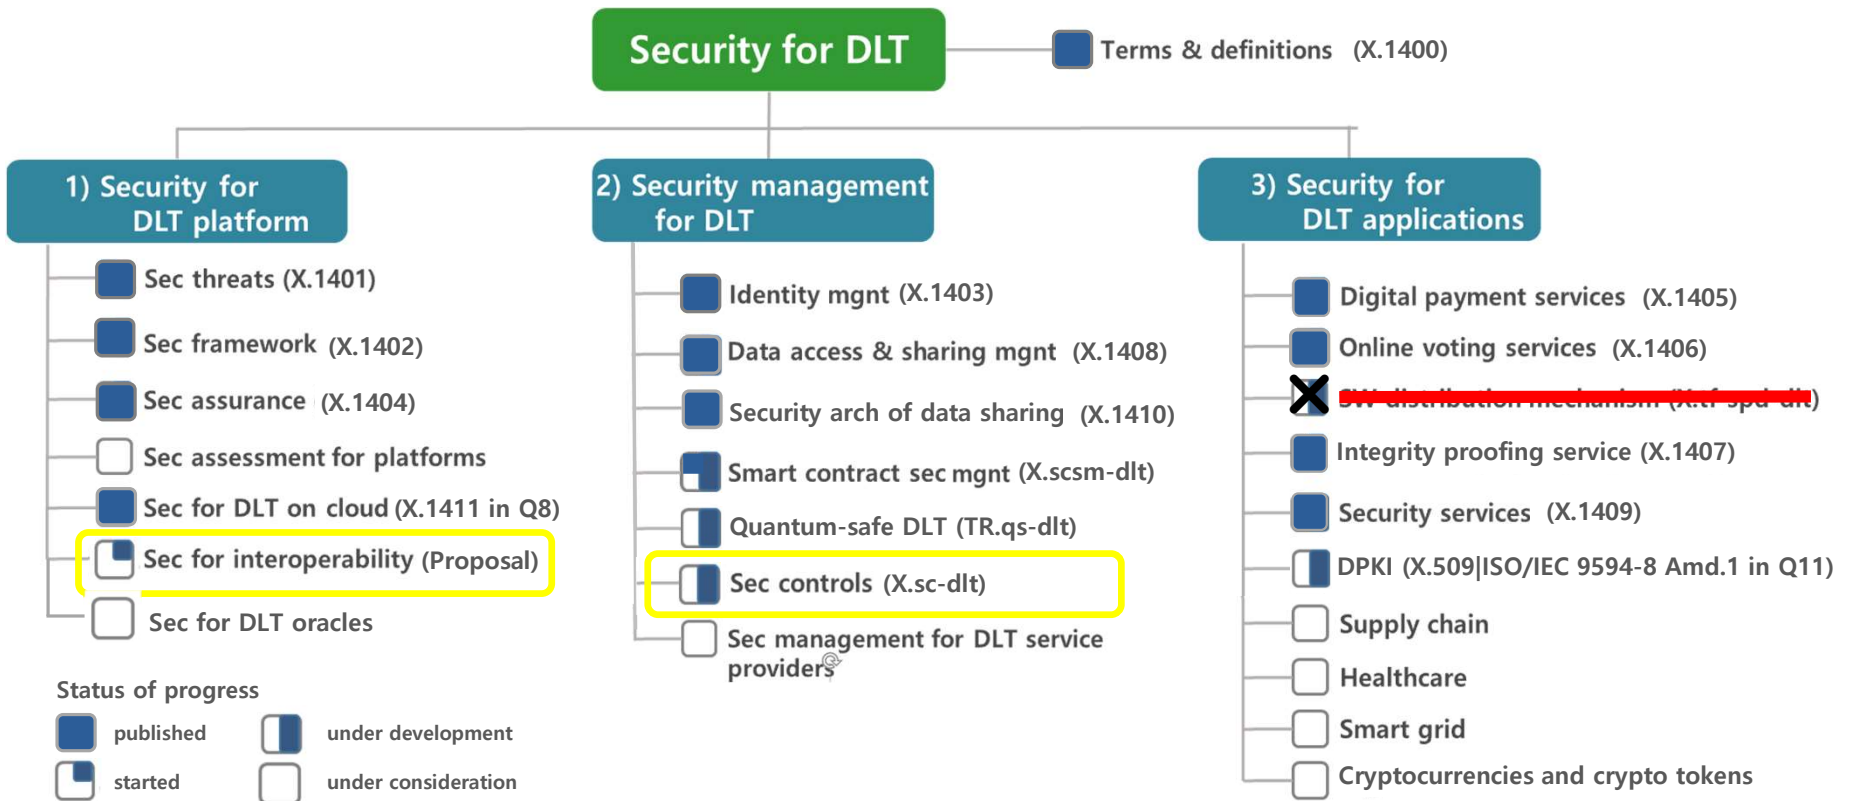 Security for DLT
Terms & definitions (X.1400)
1) Security for
DLT platform
Sec threats (X.1401)
Sec framework (X.1402)
Sec assurance (X.1404)
Sec assessment for platforms
Sec for DLT on cloud (X.1411 in Q8)
Sec for interoperability (Proposal)
Sec for DLT oracles
2) Security management
for DLT
Identity mgnt (X.1403)
Data access & sharing mgnt (X.1408)
Security arch of data sharing (X.1410)
Smart contract sec mgnt (X.scsm-dlt)
Quantum-safe DLT (TR.qs-dlt)
Sec controls (X.sc-dlt)
Sec management for DLT service
providers
3) Security for
DLT applications
Digital payment services (X.1405)
Online voting services (X.1406)
SW distribution mechanism (X.tf-spd-dlt)
Integrity proofing service (X.1407)
Security services (X.1409)
DPKI (X.509|ISO/IEC 9594-8 Amd.1 in Q11)
Supply chain
Healthcare
Smart grid
Cryptocurrencies and crypto tokens
Status of progress
published
under development
started
under consideration